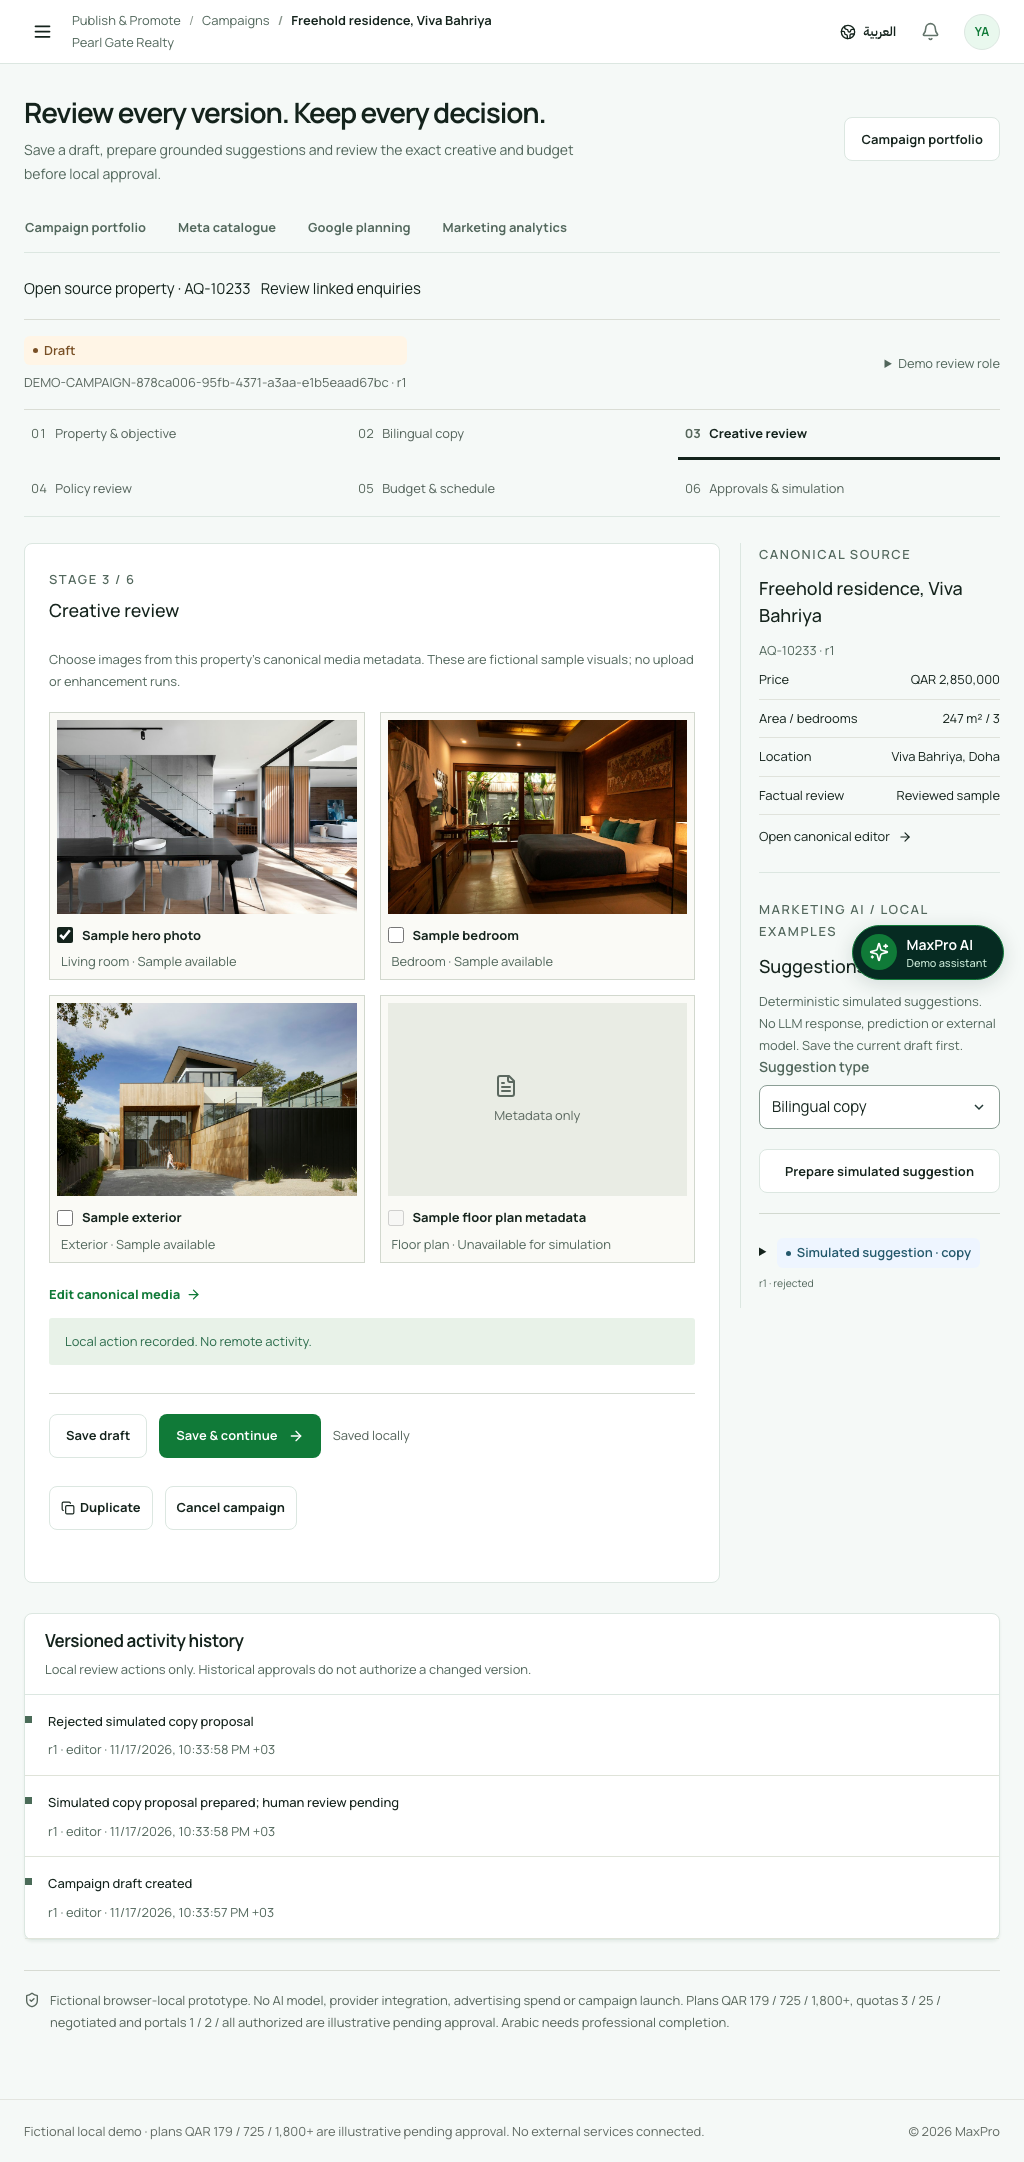 Publish & Promote / Campaigns / Freehold residence, Viva Bahriya
Pearl Gate Realty
العربية
YA
Review every version. Keep every decision.
Save a draft, prepare grounded suggestions and review the exact creative and budget
before local approval.
Campaign portfolio
Campaign portfolio
Meta catalogue
Google planning
Marketing analytics
Open source property · AQ-10233
Review linked enquiries
Draft
DEMO-CAMPAIGN-878ca006-95fb-4371-a3aa-e1b5eaad67bc · r1
Demo review role
01 Property & objective
02 Bilingual copy
03 Creative review
04 Policy review
05 Budget & schedule
06 Approvals & simulation
STAGE 3 / 6
Creative review
Choose images from this property's canonical media metadata. These are fictional sample visuals; no upload
or enhancement runs.
Sample hero photo
Living room · Sample available
Sample bedroom
Bedroom · Sample available
Sample exterior
Exterior · Sample available
Metadata only
Sample floor plan metadata
Floor plan · Unavailable for simulation
Edit canonical media
Local action recorded. No remote activity.
Save draft
Save & continue
Saved locally
Duplicate
Cancel campaign
CANONICAL SOURCE
Freehold residence, Viva
Bahriya
AQ-10233 · r1
Price QAR 2,850,000
Area / bedrooms 247 m² / 3
Location Viva Bahriya, Doha
Factual review Reviewed sample
Open canonical editor
MARKETING AI / LOCAL
EXAMPLES
Suggestions
MaxPro AI
Demo assistant
Deterministic simulated suggestions.
No LLM response, prediction or external
model. Save the current draft first.
Suggestion type
Bilingual copy
Prepare simulated suggestion
Simulated suggestion · copy
r1 · rejected
Versioned activity history
Local review actions only. Historical approvals do not authorize a changed version.
Rejected simulated copy proposal
r1 · editor · 11/17/2026, 10:33:58 PM +03
Simulated copy proposal prepared; human review pending
r1 · editor · 11/17/2026, 10:33:58 PM +03
Campaign draft created
r1 · editor · 11/17/2026, 10:33:57 PM +03
Fictional browser-local prototype. No AI model, provider integration, advertising spend or campaign launch. Plans QAR 179 / 725 / 1,800+, quotas 3 / 25 /
negotiated and portals 1 / 2 / all authorized are illustrative pending approval. Arabic needs professional completion.
Fictional local demo · plans QAR 179 / 725 / 1,800+ are illustrative pending approval. No external services connected.
© 2026 MaxPro